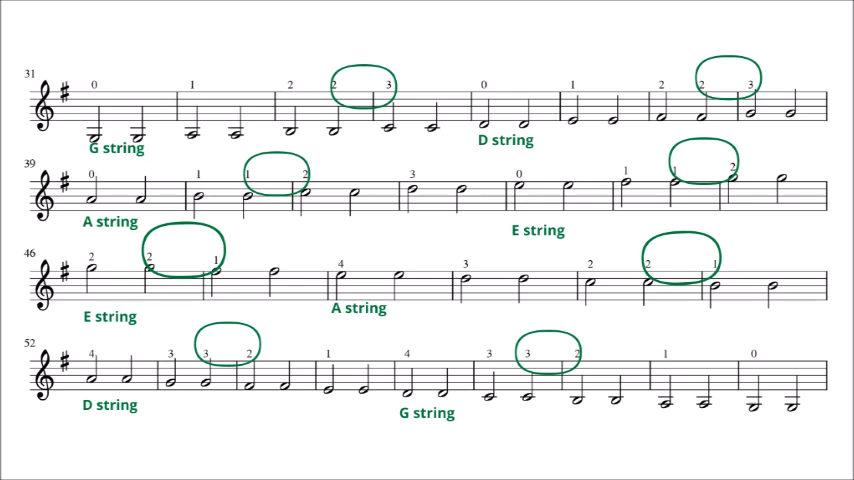 31 0 1 2 2 3 0 1 2 2 3
G string D string
39 0 1 1 2 3 0 1 1 2
A string E string
46 2 2 1 4 3 2 2 1
E string A string
52 4 3 3 2 1 4 3 3 2 1 0
D string G string